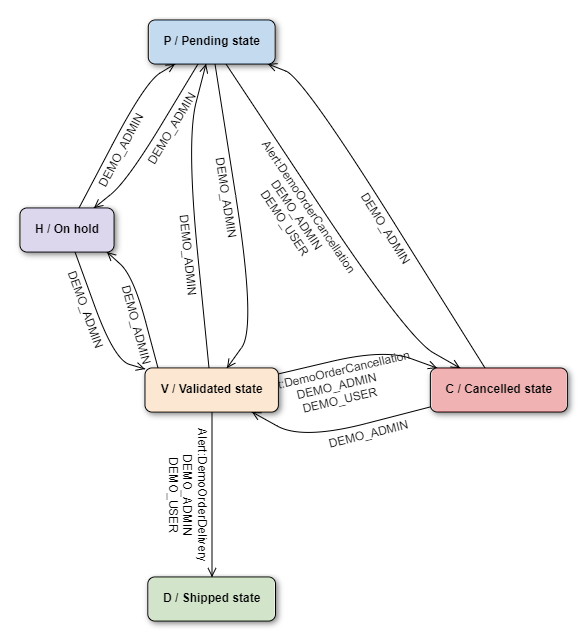 P / Pending state
DEMO_ADMIN
DEMO_ADMIN
DEMO_ADMIN
DEMO_ADMIN
Alert:DemoOrderCancellation
DEMO_ADMIN
DEMO_USER
DEMO_ADMIN
H / On hold
DEMO_ADMIN
DEMO_ADMIN
V / Validated state
t:DemoOrderCancellation
DEMO_ADMIN
DEMO_USER
C / Cancelled state
DEMO_ADMIN
Alert:DemoOrderDelivery
DEMO_ADMIN
DEMO_USER
D / Shipped state